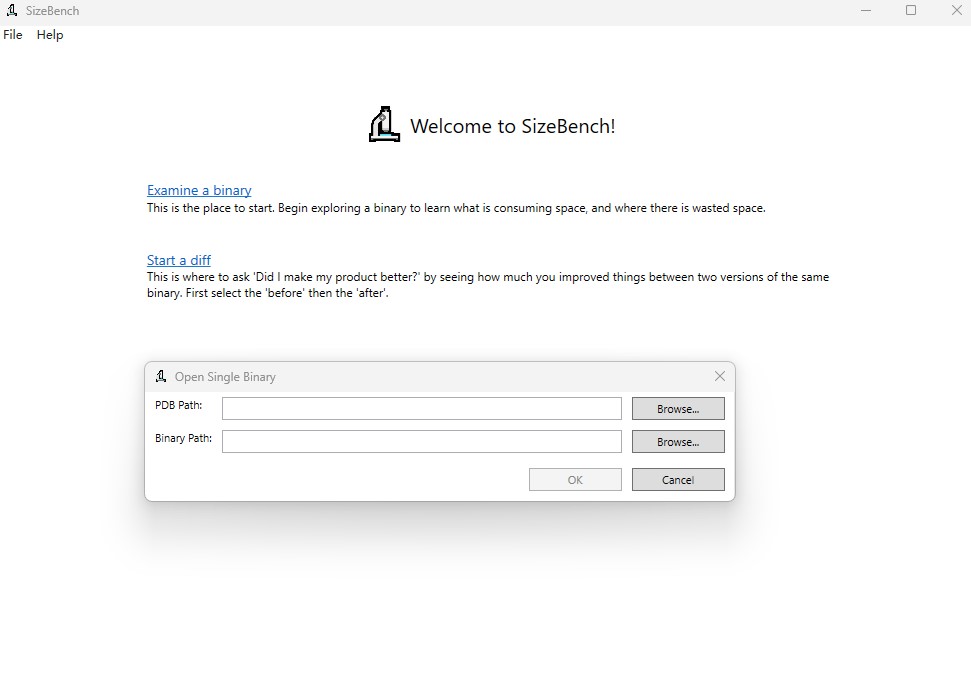 SizeBench
File Help
Welcome to SizeBench!
Examine a binary
This is the place to start. Begin exploring a binary to learn what is consuming space, and where there is wasted space.
Start a diff
This is where to ask 'Did I make my product better?' by seeing how much you improved things between two versions of the same
binary. First select the 'before' then the 'after'.
Open Single Binary
PDB Path: Browse...
Binary Path: Browse...
OK Cancel